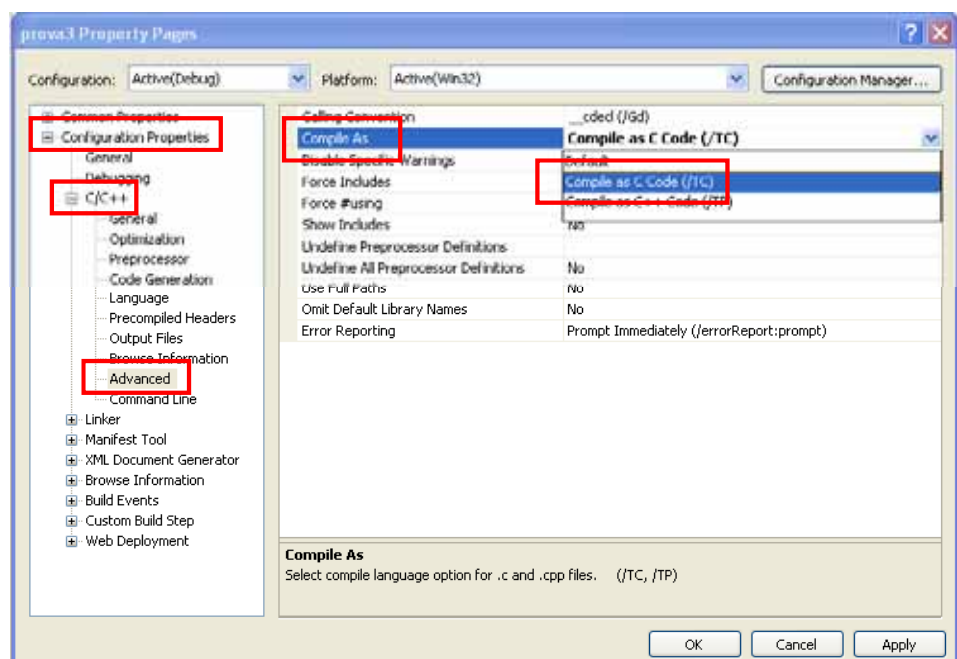 prova3 Property Pages
Configuration: Active(Debug) Platform: Active(Win32) Configuration Manager...
Common Properties
Configuration Properties
General
Debugging
C/C++
General
Optimization
Preprocessor
Code Generation
Language
Precompiled Headers
Output Files
Browse Information
Advanced
Command Line
Linker
Manifest Tool
XML Document Generator
Browse Information
Build Events
Custom Build Step
Web Deployment
Calling Convention __cded (/Gd)
Compile As Compile as C Code (/TC)
Disable Specific Warnings Default
Force Includes Compile as C Code (/TC)
Force #using Compile as C++ Code (/TP)
Show Includes No
Undefine Preprocessor Definitions
Undefine All Preprocessor Definitions No
Use Full Paths No
Omit Default Library Names No
Error Reporting Prompt Immediately (/errorReport:prompt)
Compile As
Select compile language option for .c and .cpp files. (/TC, /TP)
OK Cancel Apply